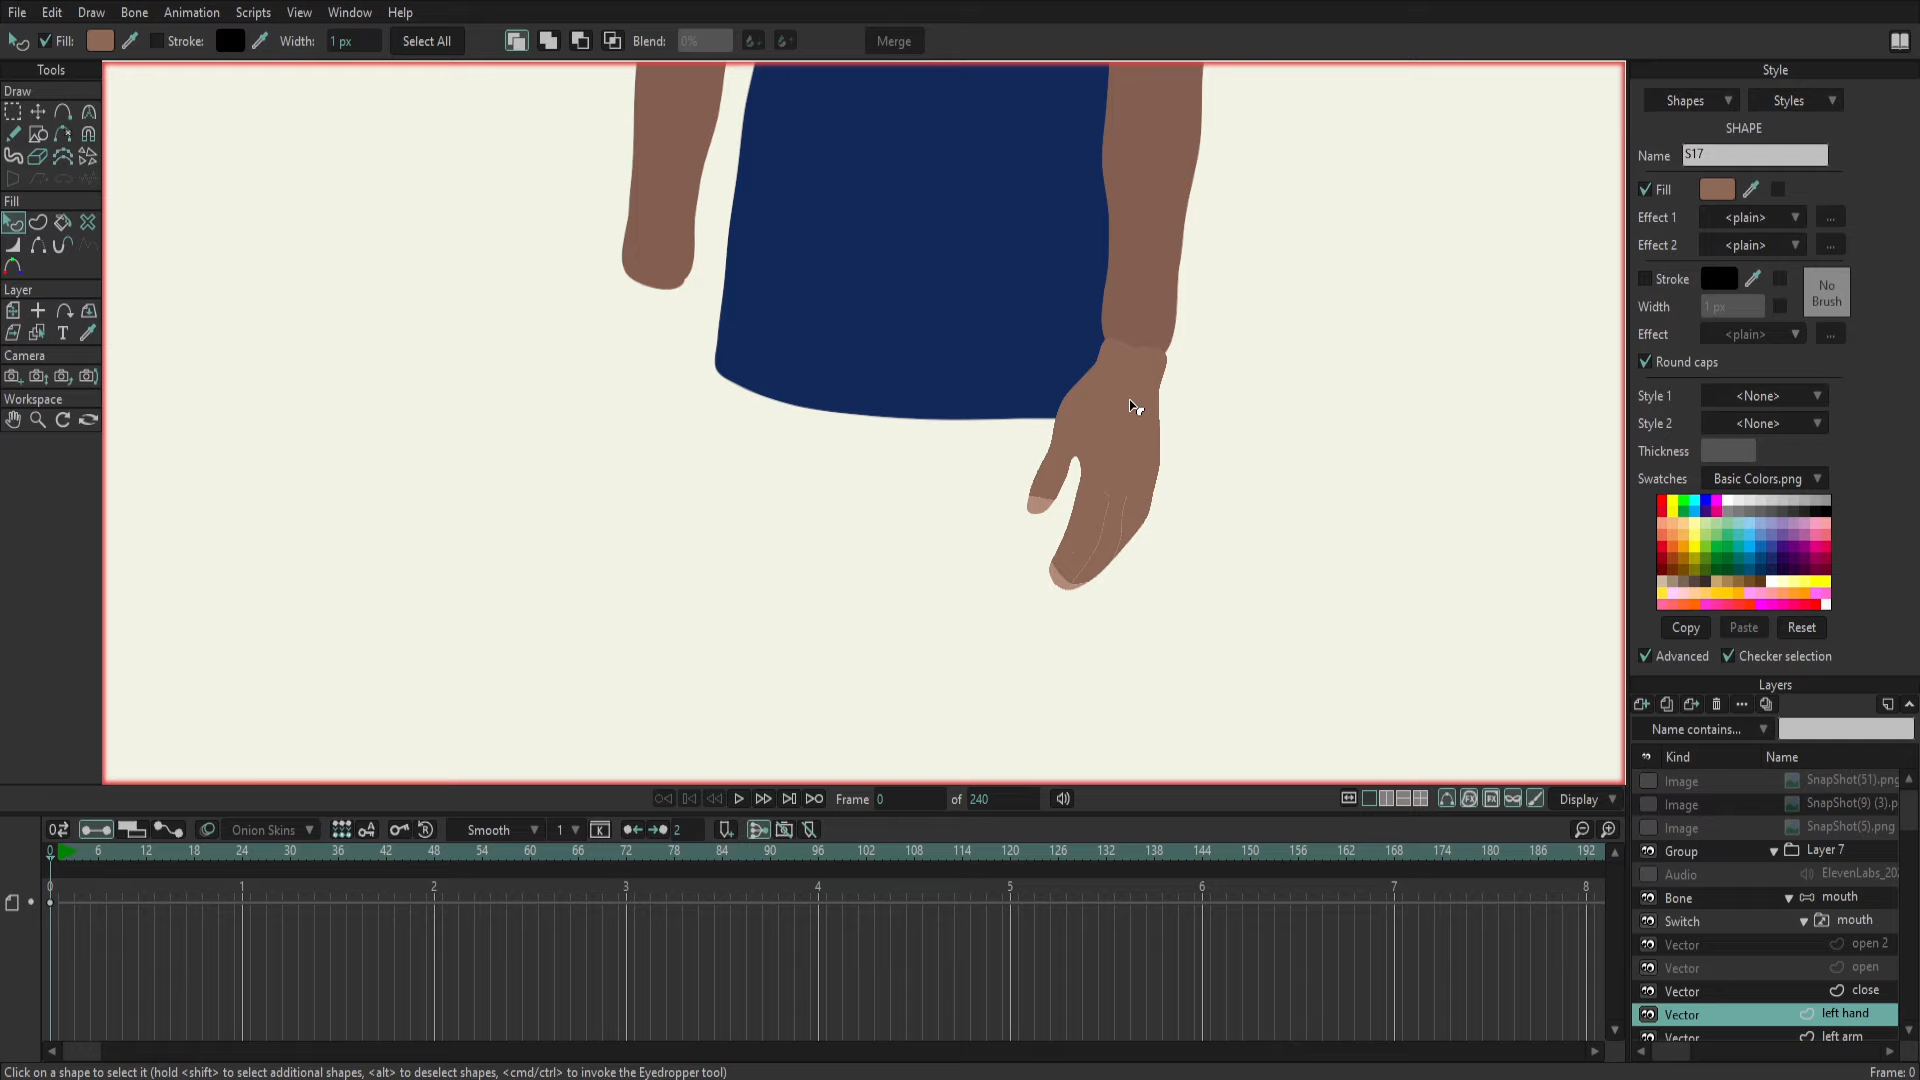 File Edit Draw Bone Animation Scripts View Window Help
Fill: Stroke: Width: 1 px Select All Blend: 0% Merge
Tools
Draw
Fill
Layer
Camera
Workspace
Style
Shapes Styles
SHAPE
Name S17
Fill
Effect 1 <plain> ...
Effect 2 <plain> ...
Stroke
No Brush
Width 1 px
Effect <plain> ...
Round caps
Style 1 <None>
Style 2 <None>
Thickness
Swatches Basic Colors.png
Copy Paste Reset
Advanced Checker selection
Layers
Name contains...
Kind Name
Image SnapShot(51).png
Image SnapShot(9) (3).p
Image SnapShot(5).png
Group Layer 7
Audio ElevenLabs_20
Bone mouth
Switch mouth
Vector open 2
Vector open
Vector close
Vector left hand
Vector left arm
Frame 0 of 240 Display
Onion Skins Smooth 1 K 2
0 6 12 18 24 30 36 42 48 54 60 66 72 78 84 90 96 102 108 114 120 126 132 138 144 150 156 162 168 174 180 186 192
0 1 2 3 4 5 6 7 8
Click on a shape to select it (hold <shift> to select additional shapes, <alt> to deselect shapes, <cmd/ctrl> to invoke the Eyedropper tool) Frame: 0